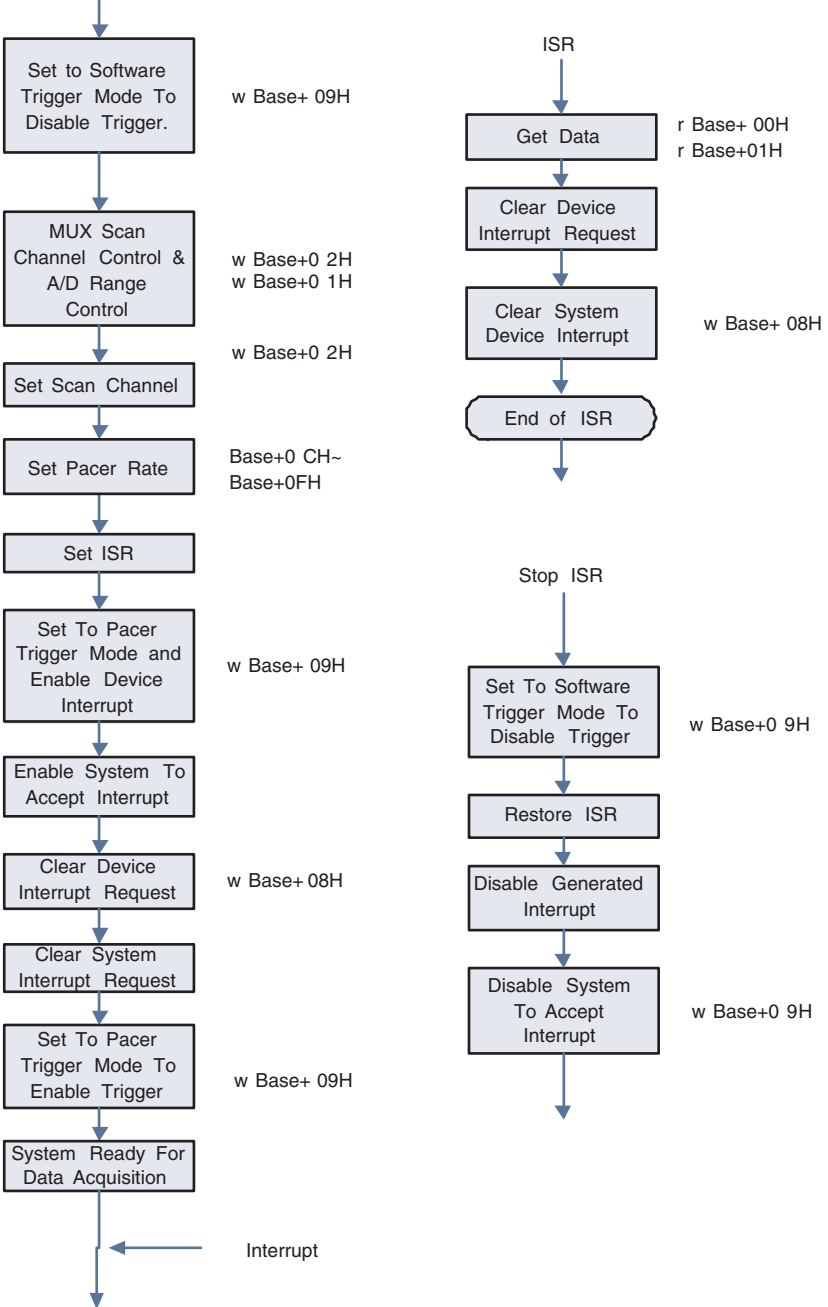 Set to Software
Trigger Mode To
Disable Trigger.
w Base+ 09H
MUX Scan
Channel Control &
A/D Range
Control
w Base+0 2H
w Base+0 1H
w Base+0 2H
Set Scan Channel
Set Pacer Rate
Base+0 CH~
Base+0FH
Set ISR
Set To Pacer
Trigger Mode and
Enable Device
Interrupt
w Base+ 09H
Enable System To
Accept Interrupt
Clear Device
Interrupt Request
w Base+ 08H
Clear System
Interrupt Request
Set To Pacer
Trigger Mode To
Enable Trigger
w Base+ 09H
System Ready For
Data Acquisition
Interrupt
ISR
Get Data
r Base+ 00H
r Base+01H
Clear Device
Interrupt Request
Clear System
Device Interrupt
w Base+ 08H
End of ISR
Stop ISR
Set To Software
Trigger Mode To
Disable Trigger
w Base+0 9H
Restore ISR
Disable Generated
Interrupt
Disable System
To Accept
Interrupt
w Base+0 9H